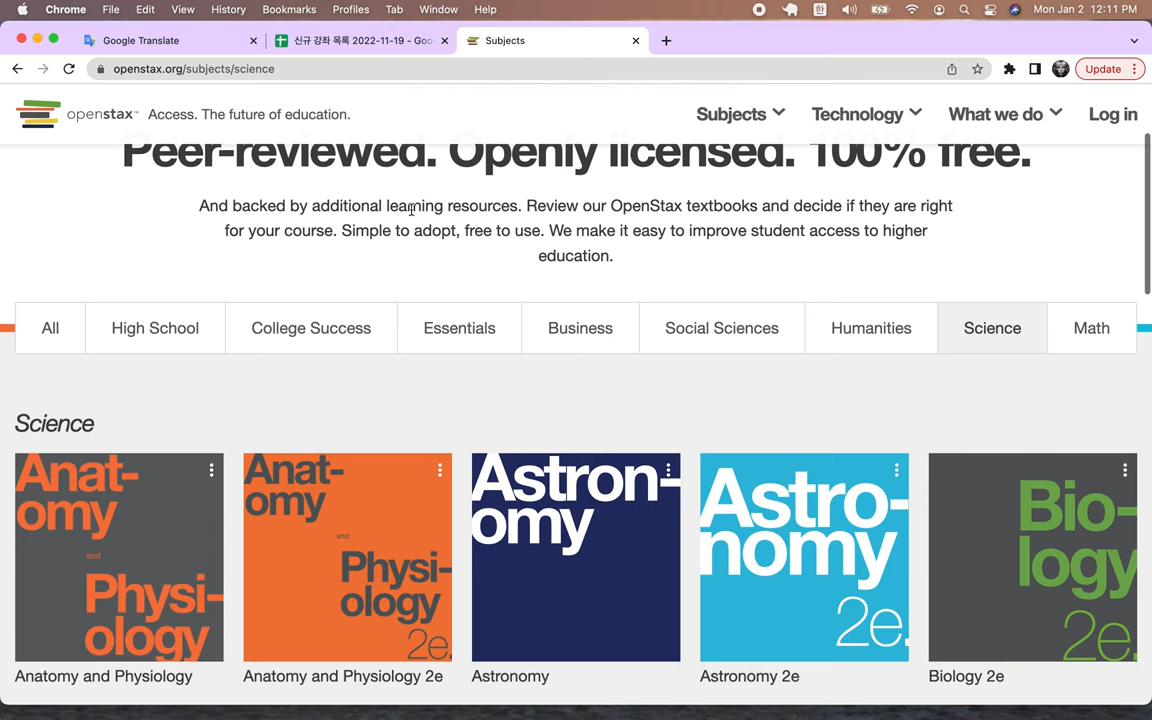 Chrome File Edit View History Bookmarks Profiles Tab Window Help 한 Mon Jan 2 12:11 PM
Google Translate 신규 강좌 목록 2022-11-19 - Goo Subjects
openstax.org/subjects/science Update
openstax™ Access. The future of education. Subjects Technology What we do Log in
Peer-reviewed. Openly licensed. 100% free.
And backed by additional learning resources. Review our OpenStax textbooks and decide if they are right
for your course. Simple to adopt, free to use. We make it easy to improve student access to higher
education.
All High School College Success Essentials Business Social Sciences Humanities Science Math
Science
Anat-
omy
and
Physi-
ology
Anat-
omy
and
Physi-
ology
2e.
Astron-
omy
Astro-
nomy
2e.
Bio-
logy
2e.
Anatomy and Physiology Anatomy and Physiology 2e Astronomy Astronomy 2e Biology 2e